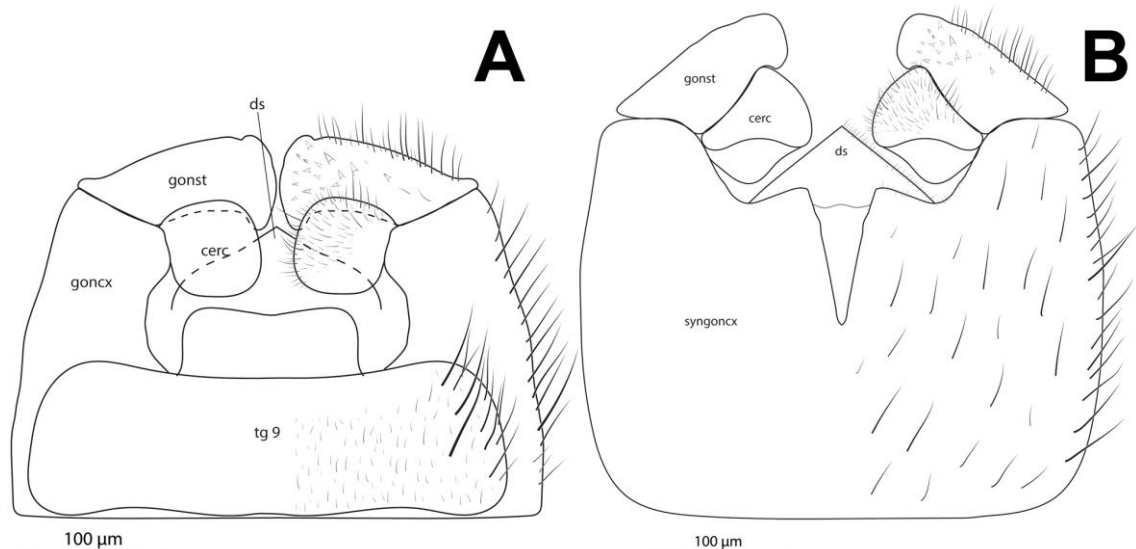 A
ds
gonst
cerc
goncx
tg 9
100 µm
B
gonst
cerc
ds
syngoncx
100 µm